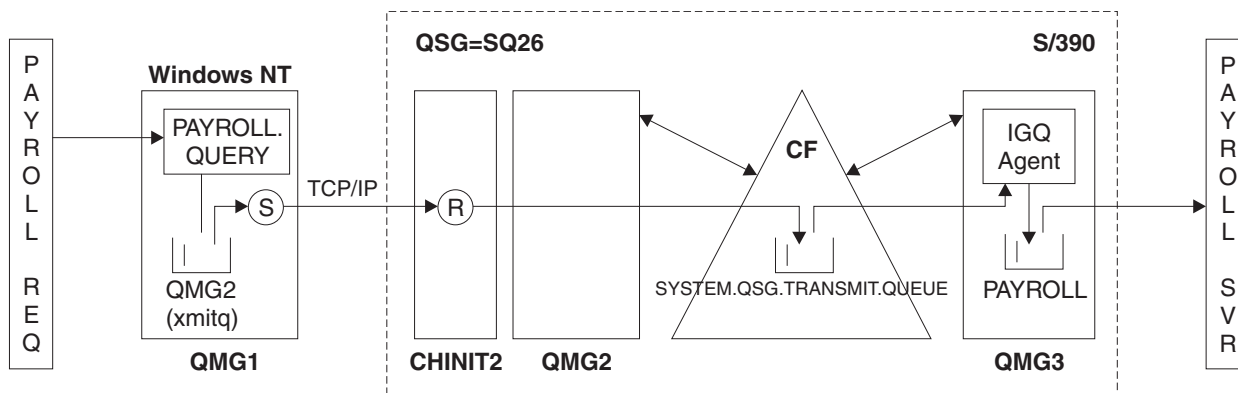 QSG=SQ26
S/390
PAYROLL REQ
Windows NT
PAYROLL.
QUERY
S
QMG2
(xmitq)
QMG1
TCP/IP
R
CHINIT2
QMG2
CF
SYSTEM.QSG.TRANSMIT.QUEUE
IGQ
Agent
PAYROLL
QMG3
PAYROLL SVR